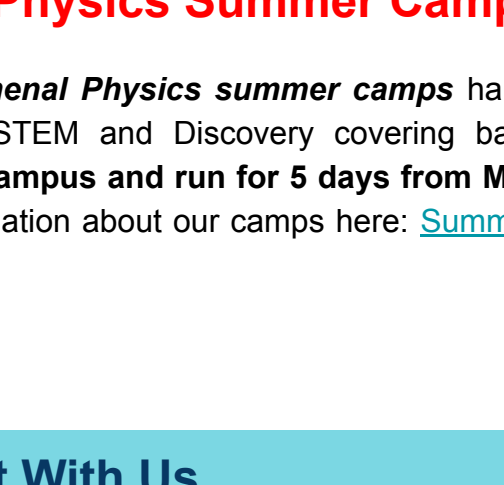 Physics Summer Camp
enal Physics summer camps ha
STEM and Discovery covering ba
ampus and run for 5 days from M
ation about our camps here: Summ
t With Us